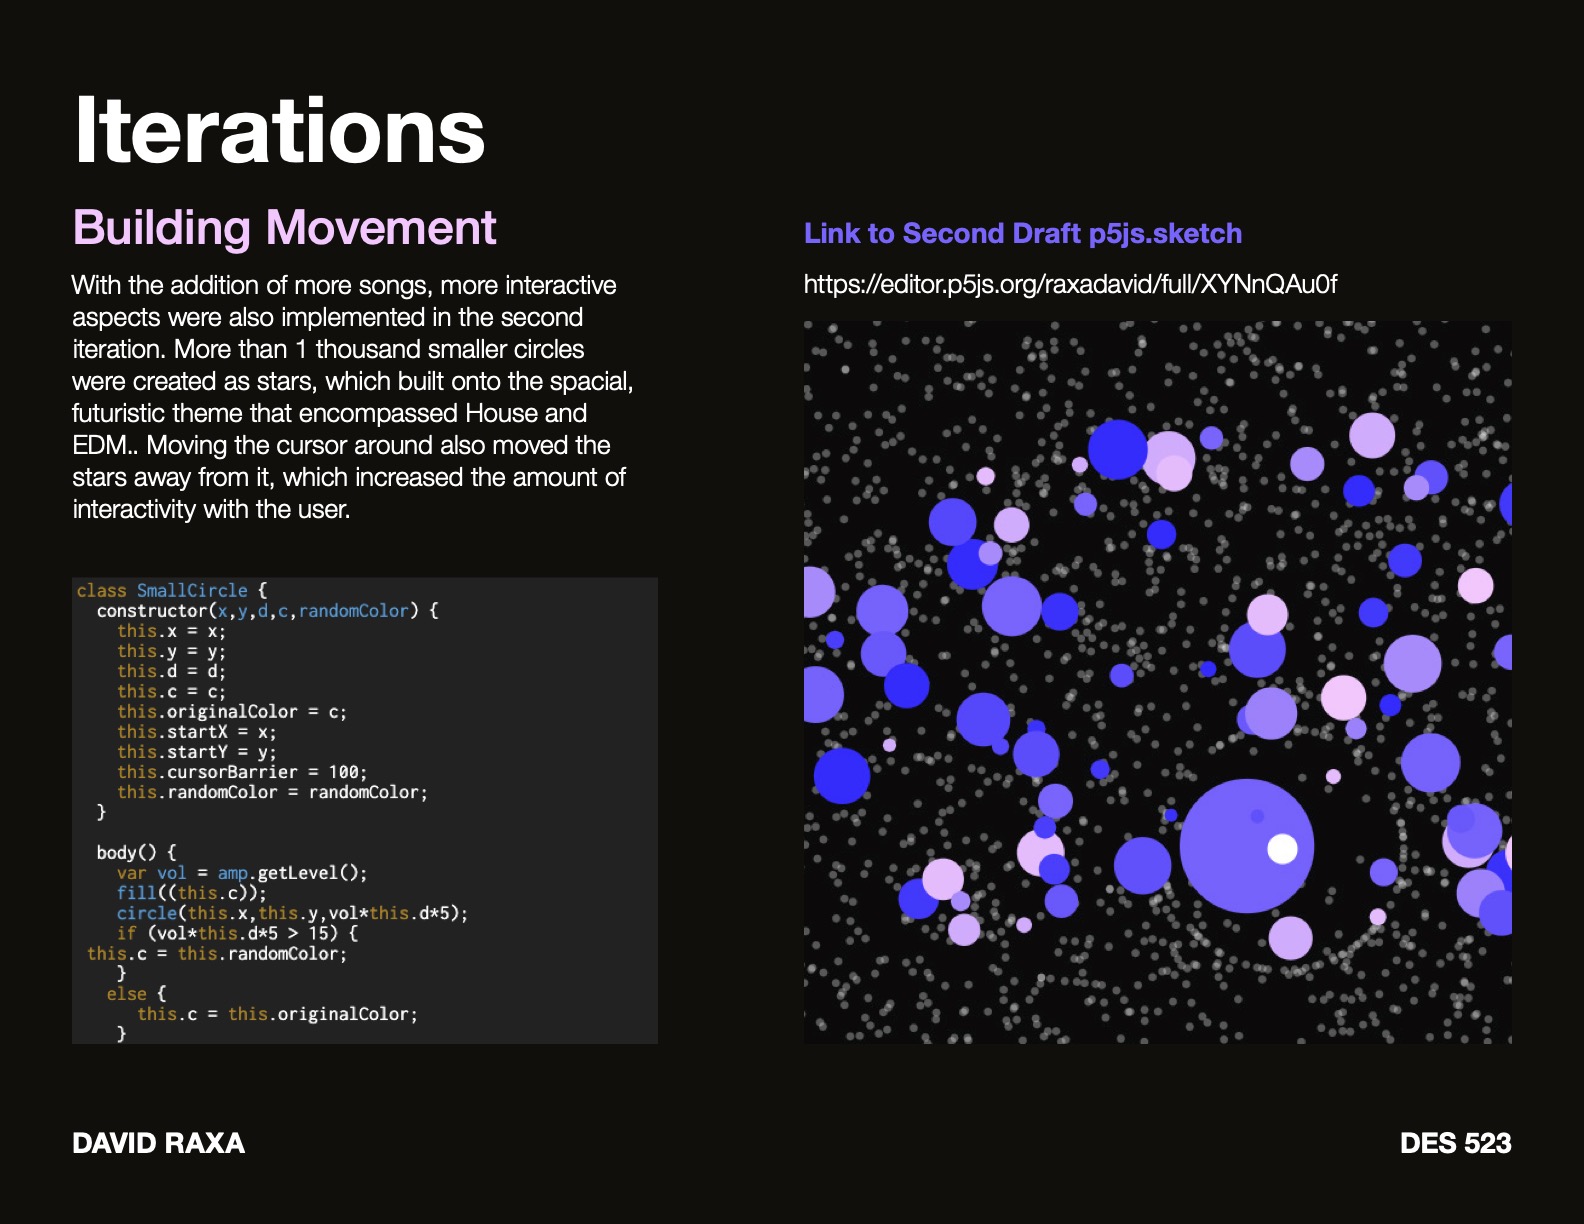 Iterations
Building Movement
With the addition of more songs, more interactive
aspects were also implemented in the second
iteration. More than 1 thousand smaller circles
were created as stars, which built onto the spacial,
futuristic theme that encompassed House and
EDM.. Moving the cursor around also moved the
stars away from it, which increased the amount of
interactivity with the user.
class SmallCircle {
  constructor(x,y,d,c,randomColor) {
    this.x = x;
    this.y = y;
    this.d = d;
    this.c = c;
    this.originalColor = c;
    this.startX = x;
    this.startY = y;
    this.cursorBarrier = 100;
    this.randomColor = randomColor;
  }
  body() {
    var vol = amp.getLevel();
    fill((this.c));
    circle(this.x,this.y,vol*this.d*5);
    if (vol*this.d*5 > 15) {
 this.c = this.randomColor;
    }
   else {
      this.c = this.originalColor;
    }
Link to Second Draft p5js.sketch
https://editor.p5js.org/raxadavid/full/XYNnQAu0f
DAVID RAXA
DES 523